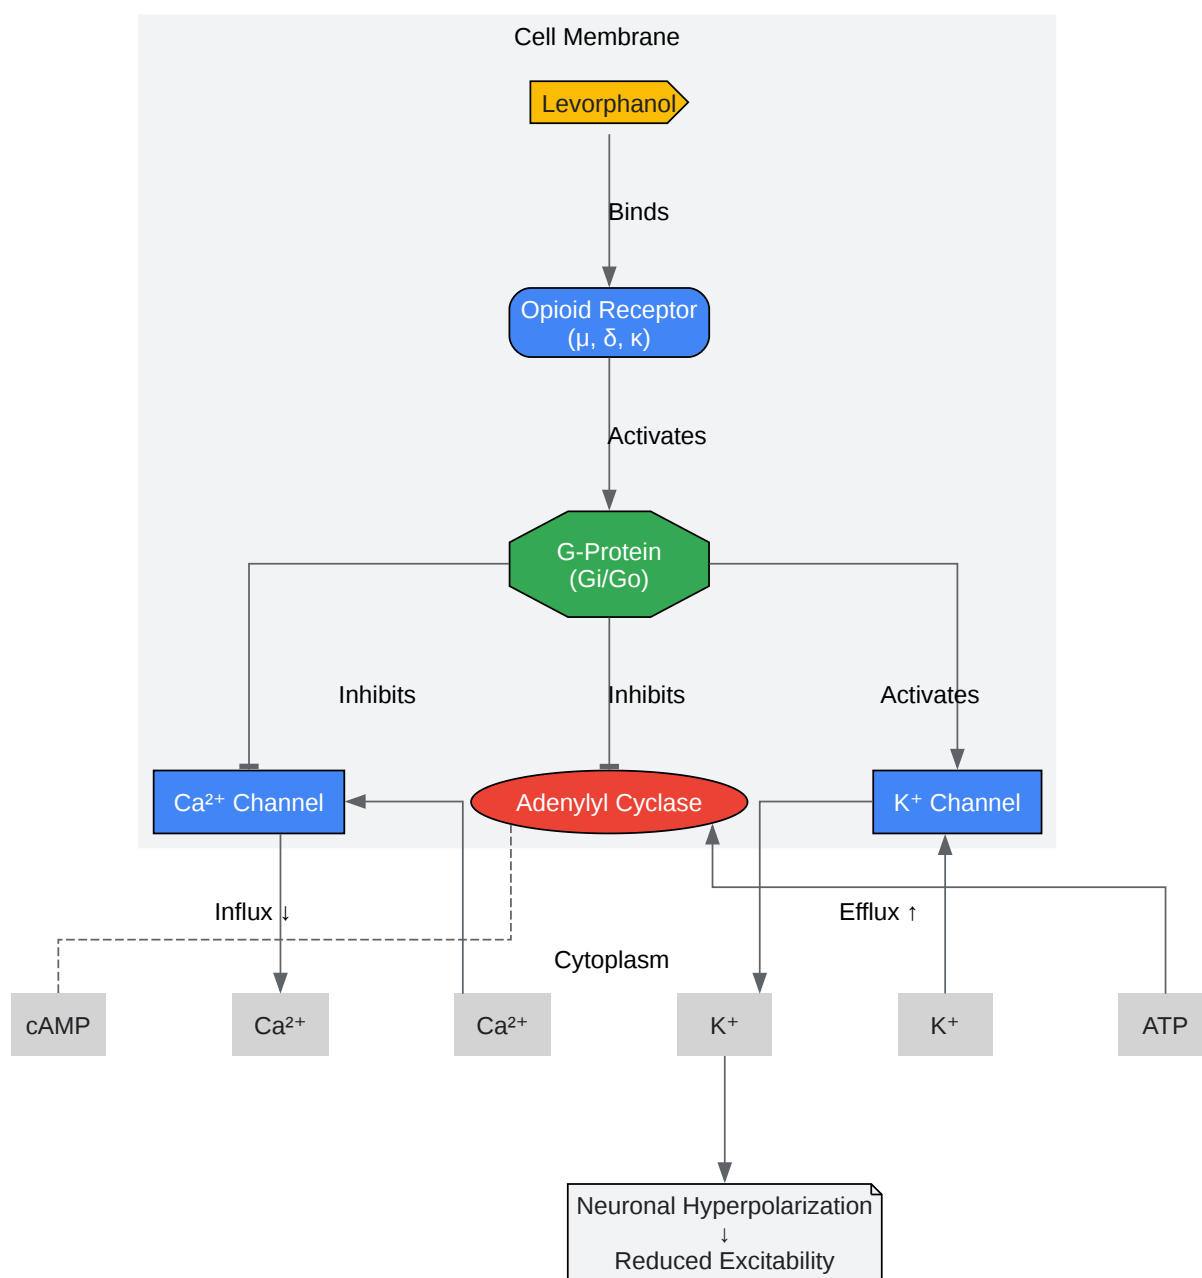 Cell Membrane
Levorphanol
Binds
Opioid Receptor
(μ, δ, κ)
Activates
G-Protein
(Gi/Go)
Inhibits
Inhibits
Activates
Ca²⁺ Channel
Adenylyl Cyclase
K⁺ Channel
Influx ↓
Efflux ↑
Cytoplasm
cAMP
Ca²⁺
Ca²⁺
K⁺
K⁺
ATP
Neuronal Hyperpolarization
↓
Reduced Excitability